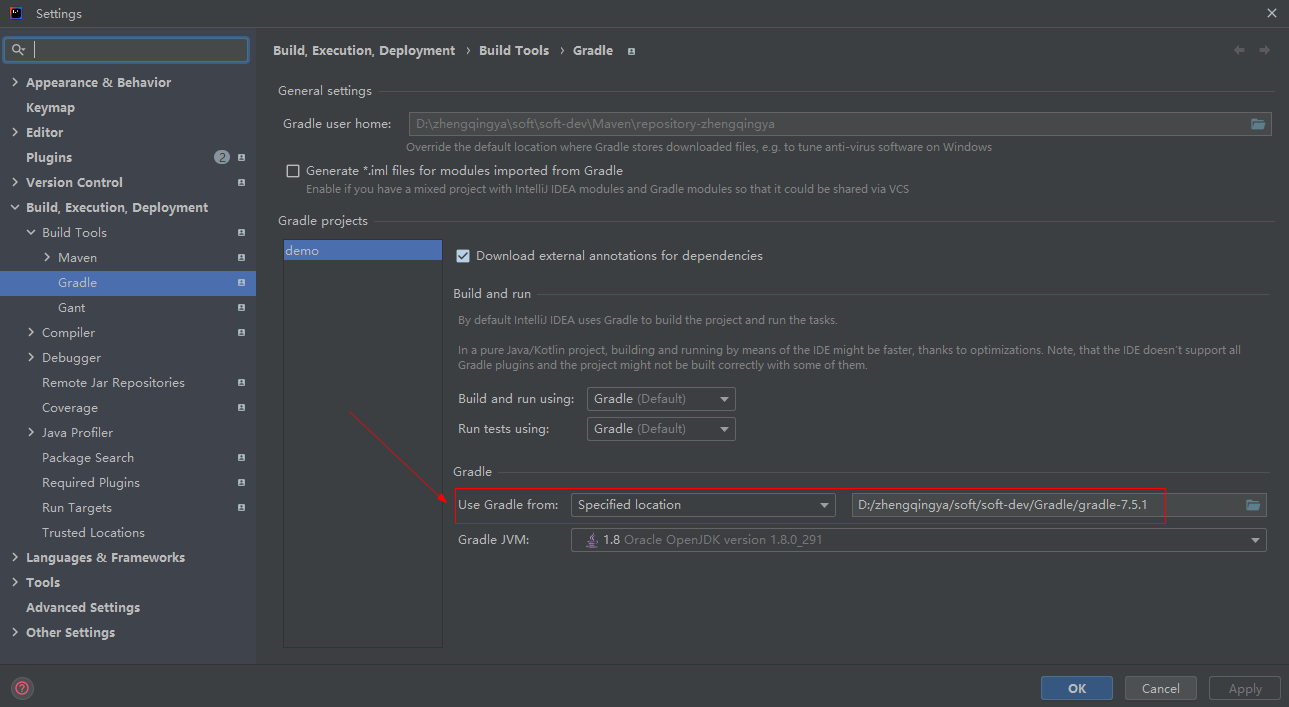 Settings
Appearance & Behavior
Keymap
Editor
Plugins 2
Version Control
Build, Execution, Deployment
Build Tools
Maven
Gradle
Gant
Compiler
Debugger
Remote Jar Repositories
Coverage
Java Profiler
Package Search
Required Plugins
Run Targets
Trusted Locations
Languages & Frameworks
Tools
Advanced Settings
Other Settings
Build, Execution, Deployment › Build Tools › Gradle
General settings
Gradle user home: D:\zhengqingya\soft\soft-dev\Maven\repository-zhengqingya
Override the default location where Gradle stores downloaded files, e.g. to tune anti-virus software on Windows
Generate *.iml files for modules imported from Gradle
Enable if you have a mixed project with IntelliJ IDEA modules and Gradle modules so that it could be shared via VCS
Gradle projects
demo
Download external annotations for dependencies
Build and run
By default IntelliJ IDEA uses Gradle to build the project and run the tasks.
In a pure Java/Kotlin project, building and running by means of the IDE might be faster, thanks to optimizations. Note, that the IDE doesn't support all
Gradle plugins and the project might not be built correctly with some of them.
Build and run using: Gradle (Default)
Run tests using: Gradle (Default)
Gradle
Use Gradle from: Specified location D:/zhengqingya/soft/soft-dev/Gradle/gradle-7.5.1
Gradle JVM: 1.8 Oracle OpenJDK version 1.8.0_291
? OK Cancel Apply